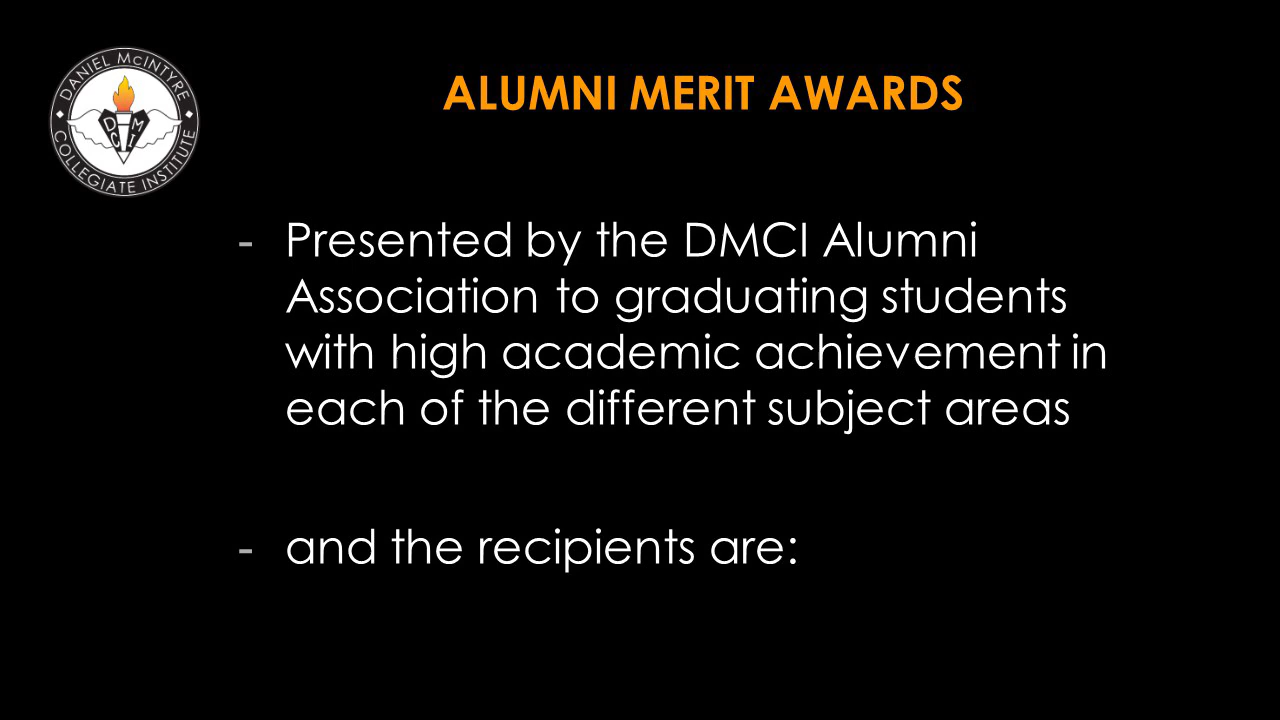 DANIEL McINTYRE
COLLEGIATE INSTITUTE
D M
C I
ALUMNI MERIT AWARDS
- Presented by the DMCI Alumni
Association to graduating students
with high academic achievement in
each of the different subject areas
- and the recipients are: